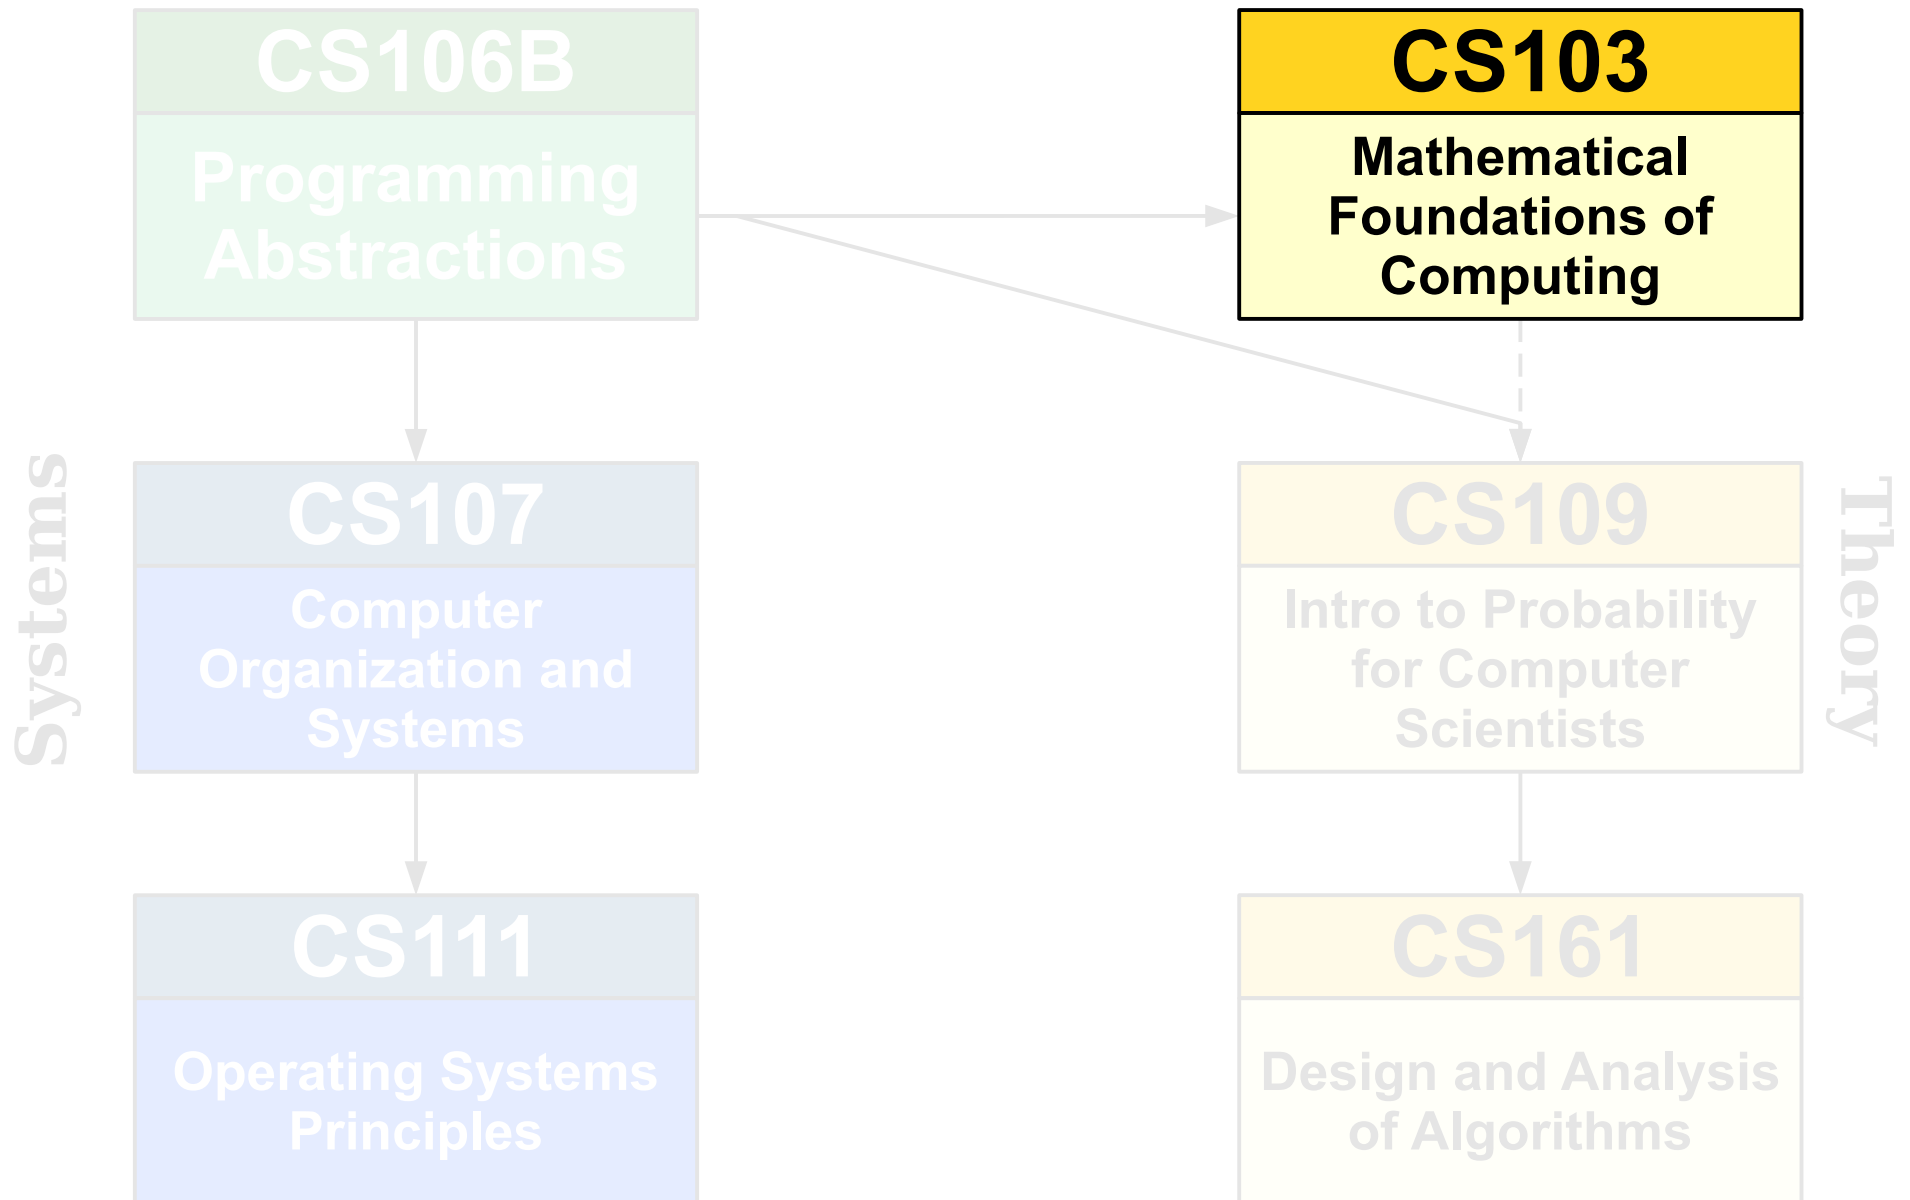 CS106B
Programming
Abstractions
CS103
Mathematical
Foundations of
Computing
Systems
CS107
Computer
Organization and
Systems
CS109
Intro to Probability
for Computer
Scientists
Theory
CS111
Operating Systems
Principles
CS161
Design and Analysis
of Algorithms